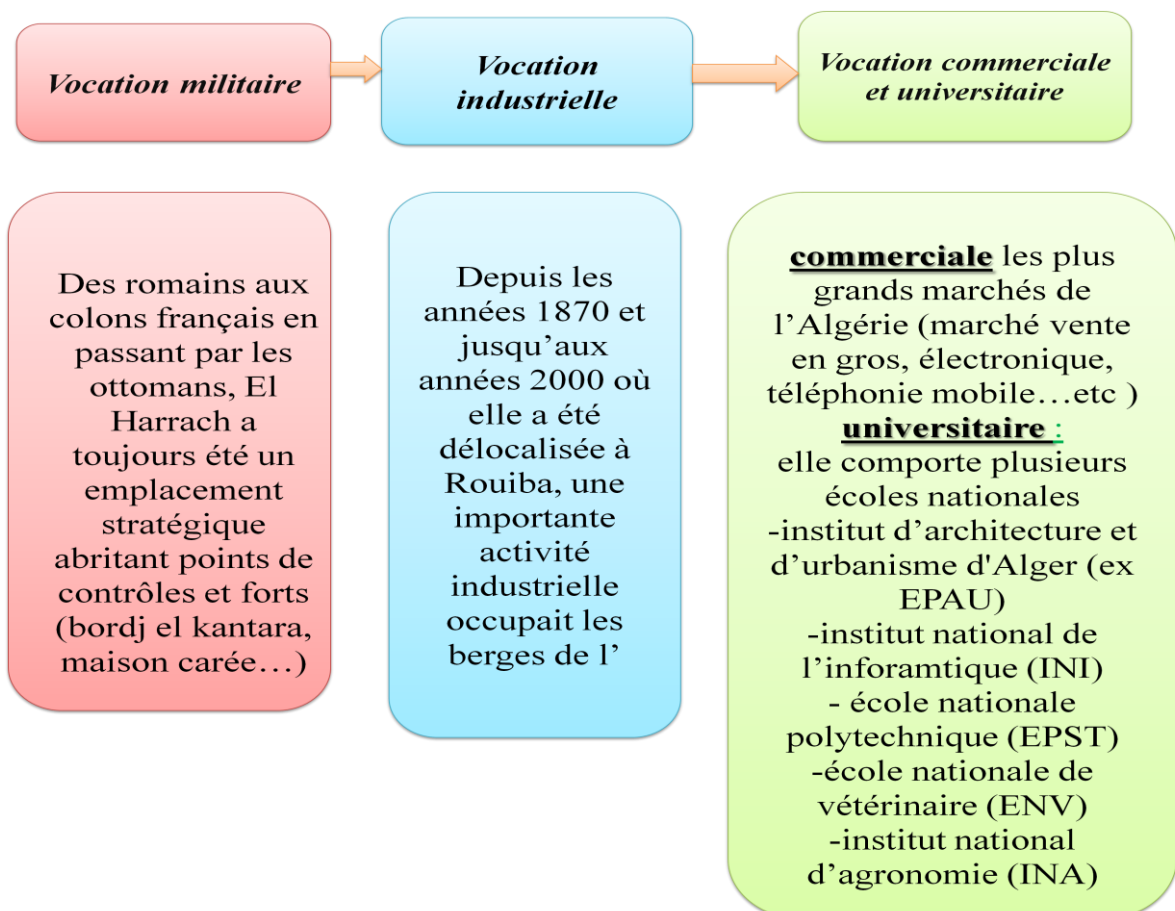 Vocation militaire
Vocation
industrielle
Vocation commerciale
et universitaire
Des romains aux
colons français en
passant par les
ottomans, El
Harrach a
toujours été un
emplacement
stratégique
abritant points de
contrôles et forts
(bordj el kantara,
maison carée…)
Depuis les
années 1870 et
jusqu’aux
années 2000 où
elle a été
délocalisée à
Rouiba, une
importante
activité
industrielle
occupait les
berges de l’
commerciale les plus
grands marchés de
l’Algérie (marché vente
en gros, électronique,
téléphonie mobile…etc )
universitaire :
elle comporte plusieurs
écoles nationales
-institut d’architecture et
d’urbanisme d'Alger (ex
EPAU)
-institut national de
l’inforamtique (INI)
- école nationale
polytechnique (EPST)
-école nationale de
vétérinaire (ENV)
-institut national
d’agronomie (INA)